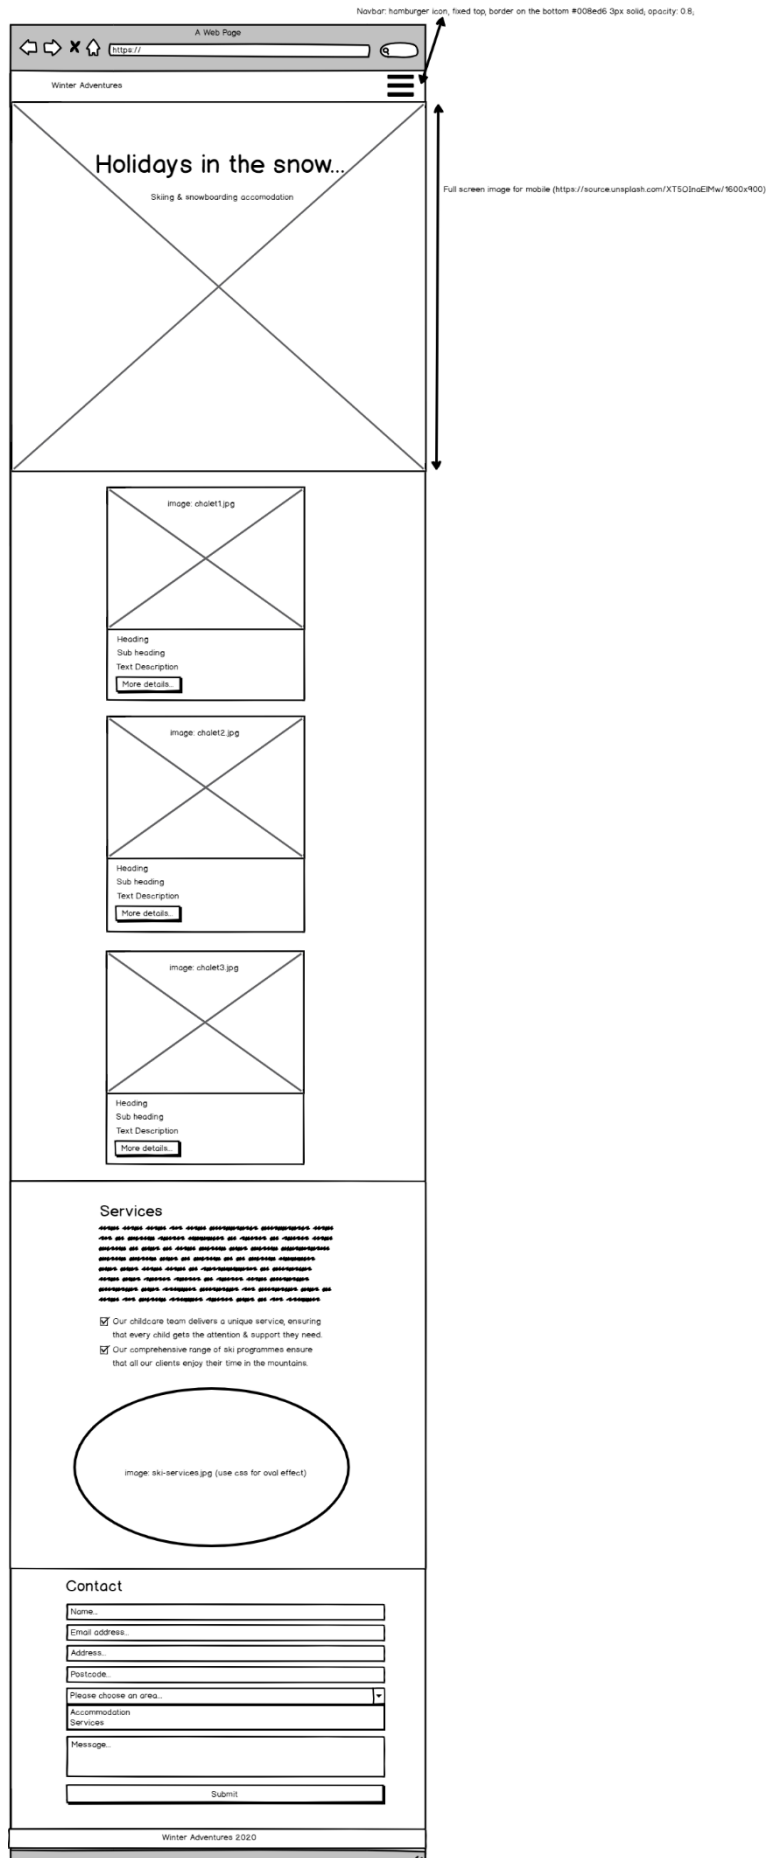 Navbar: hamburger icon, fixed top, border on the bottom #008ed6 3px solid; opacity: 0.8;
A Web Page
https://
Winter Adventures
Holidays in the snow...
Skiing & snowboarding accomodation
Full screen image for mobile (https://source.unsplash.com/XT5OInaElMw/1600x900)
image: chalet1.jpg
Heading
Sub heading
Text Description
More details...
image: chalet2.jpg
Heading
Sub heading
Text Description
More details...
image: chalet3.jpg
Heading
Sub heading
Text Description
More details...
Services
Our childcare team delivers a unique service, ensuring
that every child gets the attention & support they need.
Our comprehensive range of ski programmes ensure
that all our clients enjoy their time in the mountains.
image: ski-services.jpg (use css for oval effect)
Contact
Name...
Email address...
Address...
Postcode...
Please choose an area...
Accommodation
Services
Message...
Submit
Winter Adventures 2020